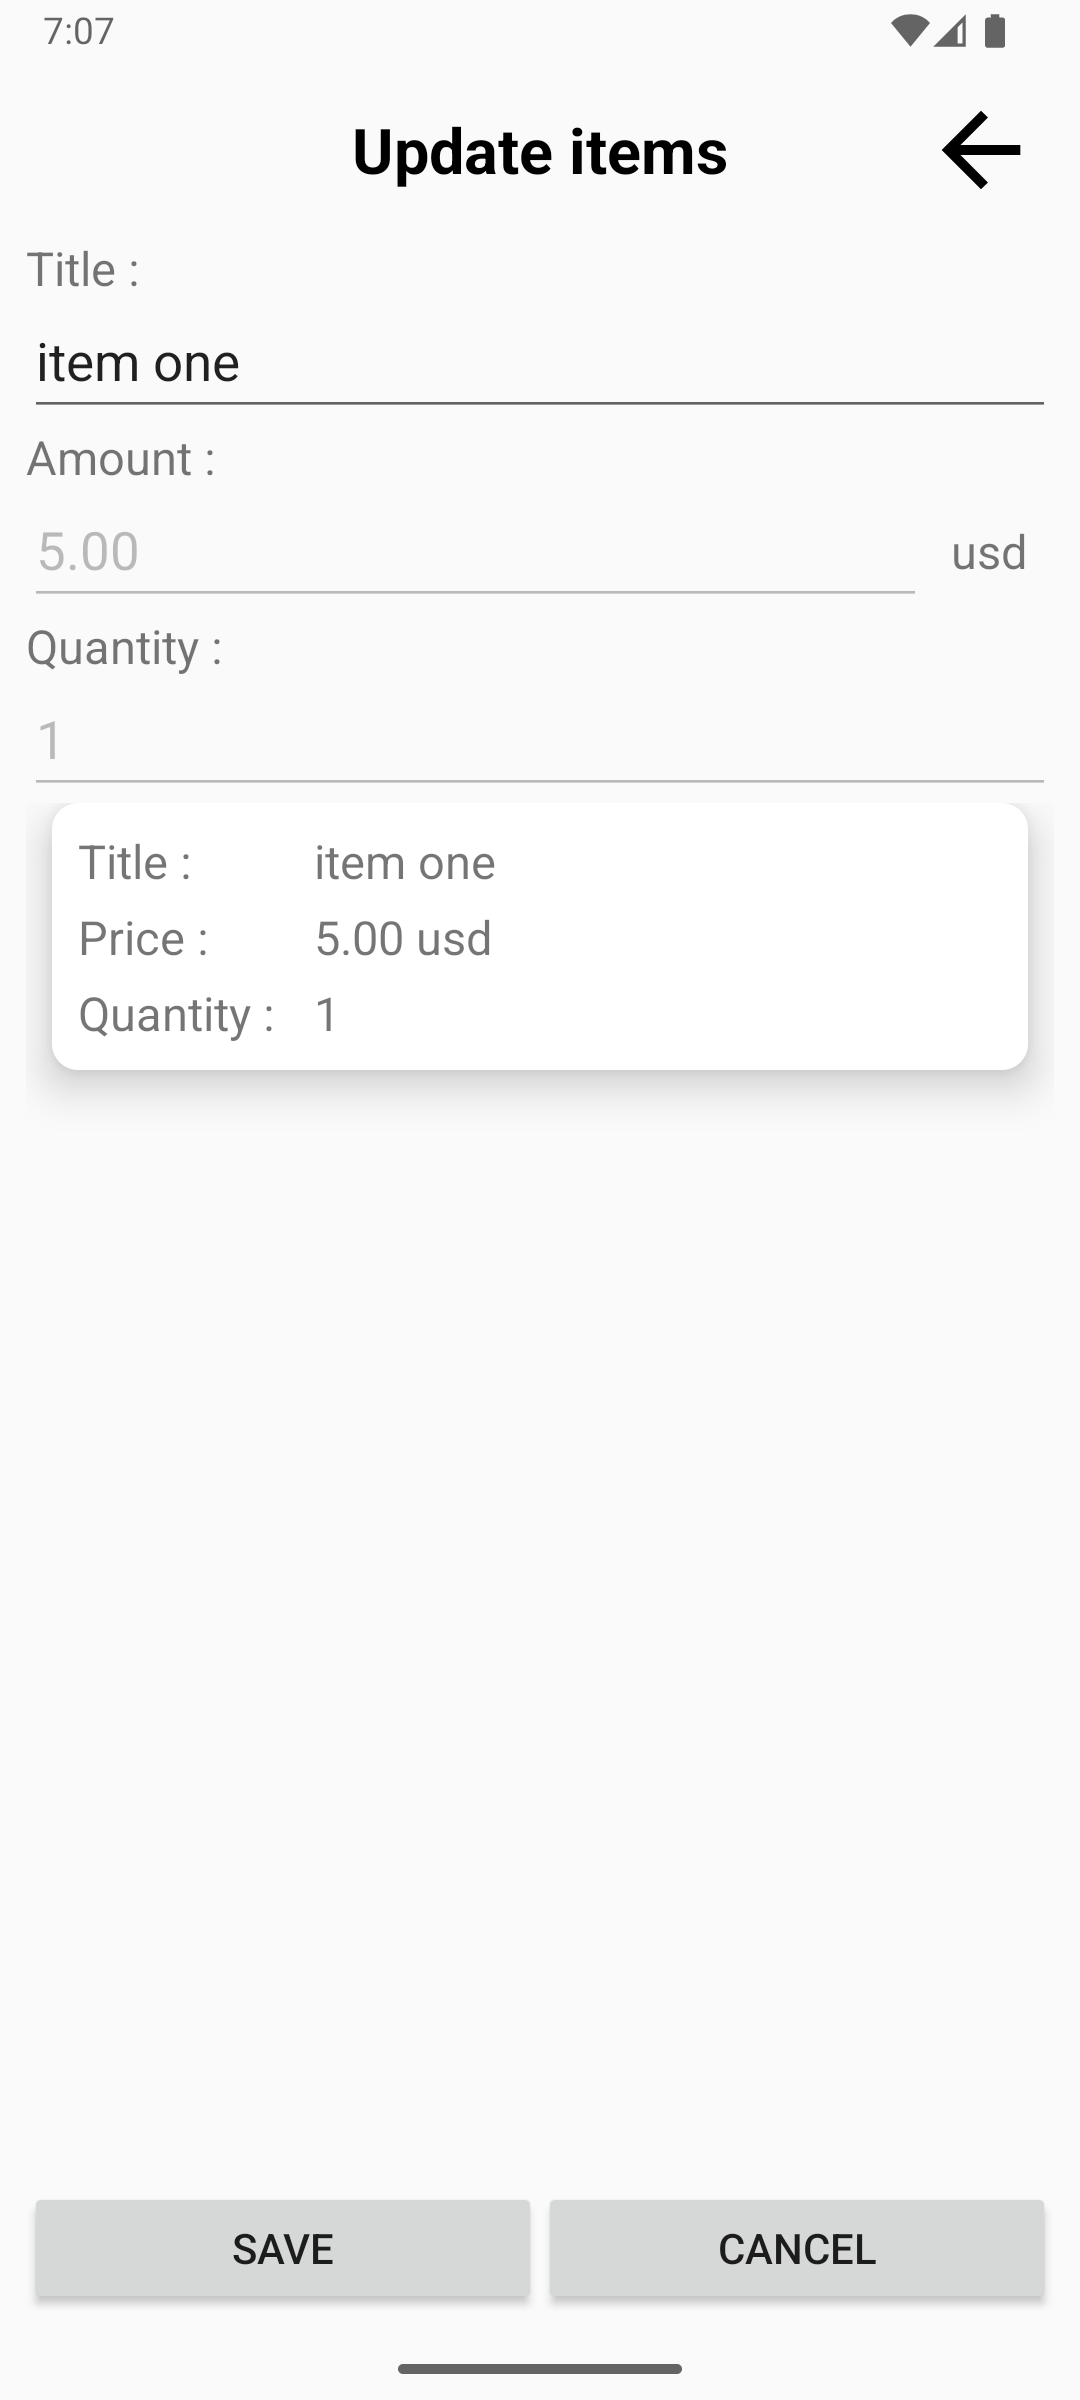 7:07
Update items
Title :
item one
Amount :
5.00 usd
Quantity :
1
Title : item one
Price : 5.00 usd
Quantity : 1
SAVE CANCEL